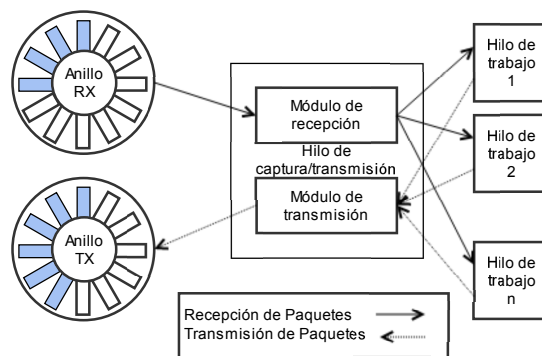 Anillo
RX
Módulo de
recepción
Hilo de
captura/transmisión
Módulo de
transmisión
Anillo
TX
Hilo de
trabajo
1
Hilo de
trabajo
2
Hilo de
trabajo
n
Recepción de Paquetes
Transmisión de Paquetes